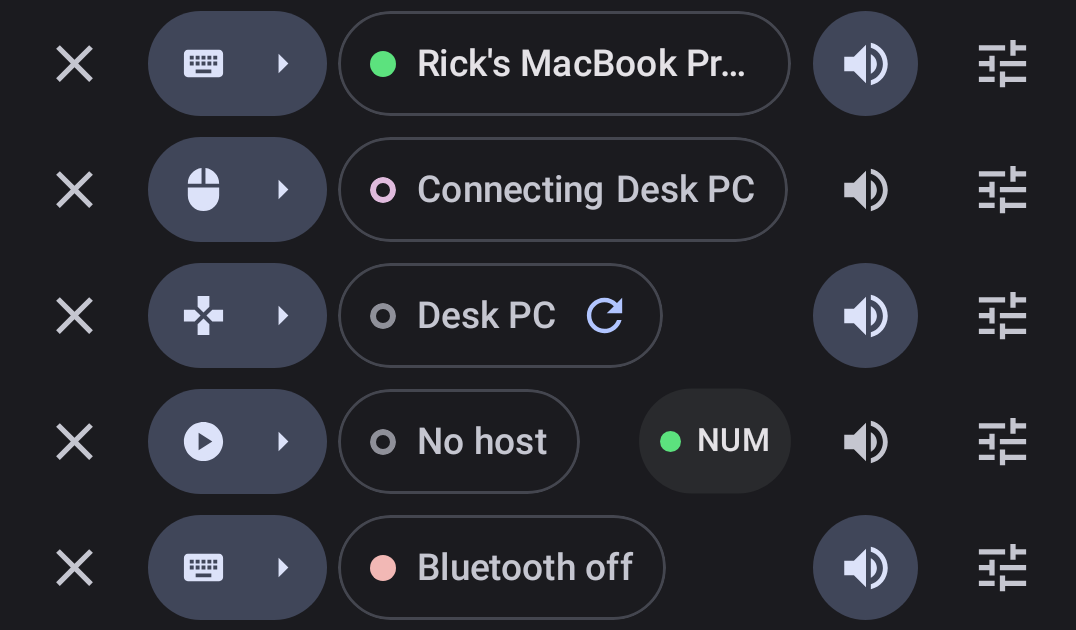 Rick's MacBook Pr...
Connecting Desk PC
Desk PC
No host NUM
Bluetooth off